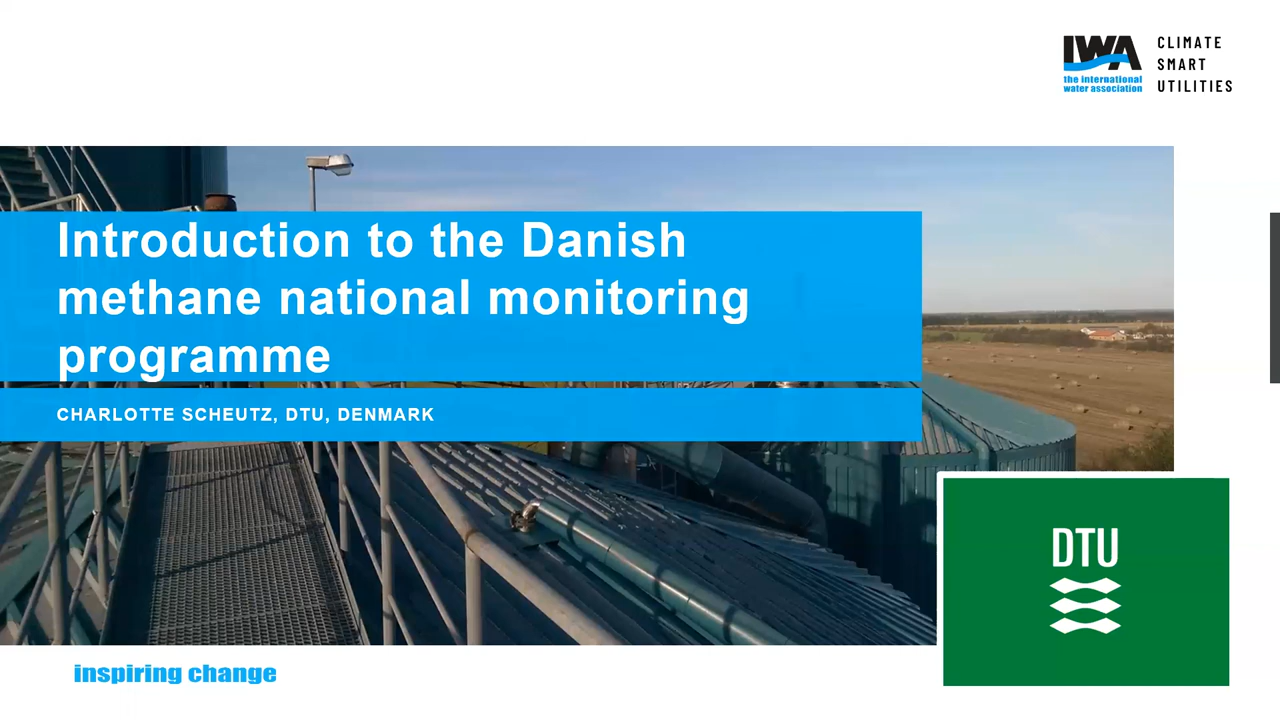 IWA
the international
water association
CLIMATE
SMART
UTILITIES
Introduction to the Danish
methane national monitoring
programme
CHARLOTTE SCHEUTZ, DTU, DENMARK
DTU
inspiring change